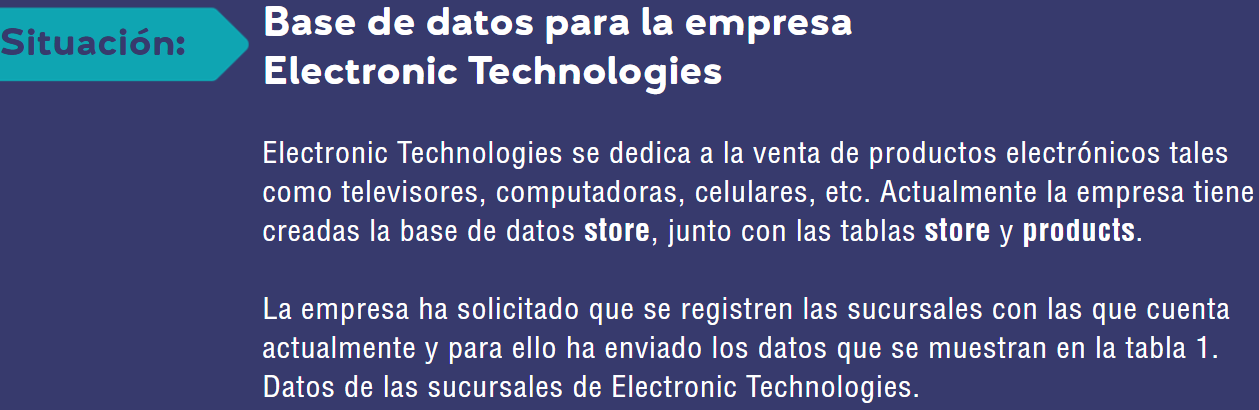 Situación:
Base de datos para la empresa
Electronic Technologies
Electronic Technologies se dedica a la venta de productos electrónicos tales
como televisores, computadoras, celulares, etc. Actualmente la empresa tiene
creadas la base de datos store, junto con las tablas store y products.
La empresa ha solicitado que se registren las sucursales con las que cuenta
actualmente y para ello ha enviado los datos que se muestran en la tabla 1.
Datos de las sucursales de Electronic Technologies.